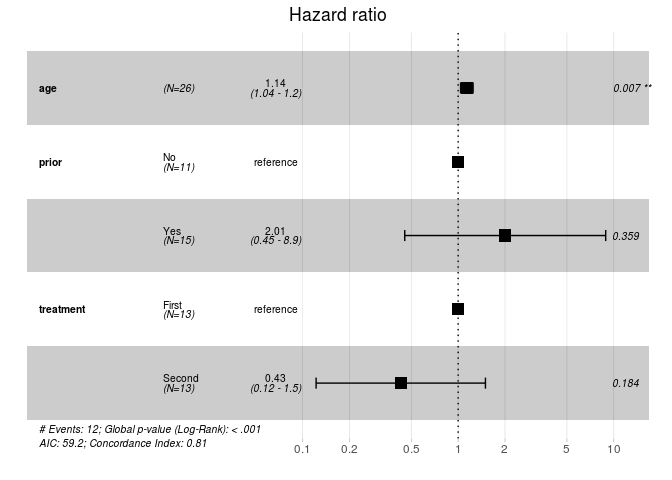 Hazard ratio
age (N=26) 1.14 0.007 **
(1.04 - 1.2)
prior No reference
(N=11)
Yes 2.01 0.359
(N=15) (0.45 - 8.9)
treatment First reference
(N=13)
Second 0.43 0.184
(N=13) (0.12 - 1.5)
# Events: 12; Global p-value (Log-Rank): < .001
AIC: 59.2; Concordance Index: 0.81
0.1 0.2 0.5 1 2 5 10